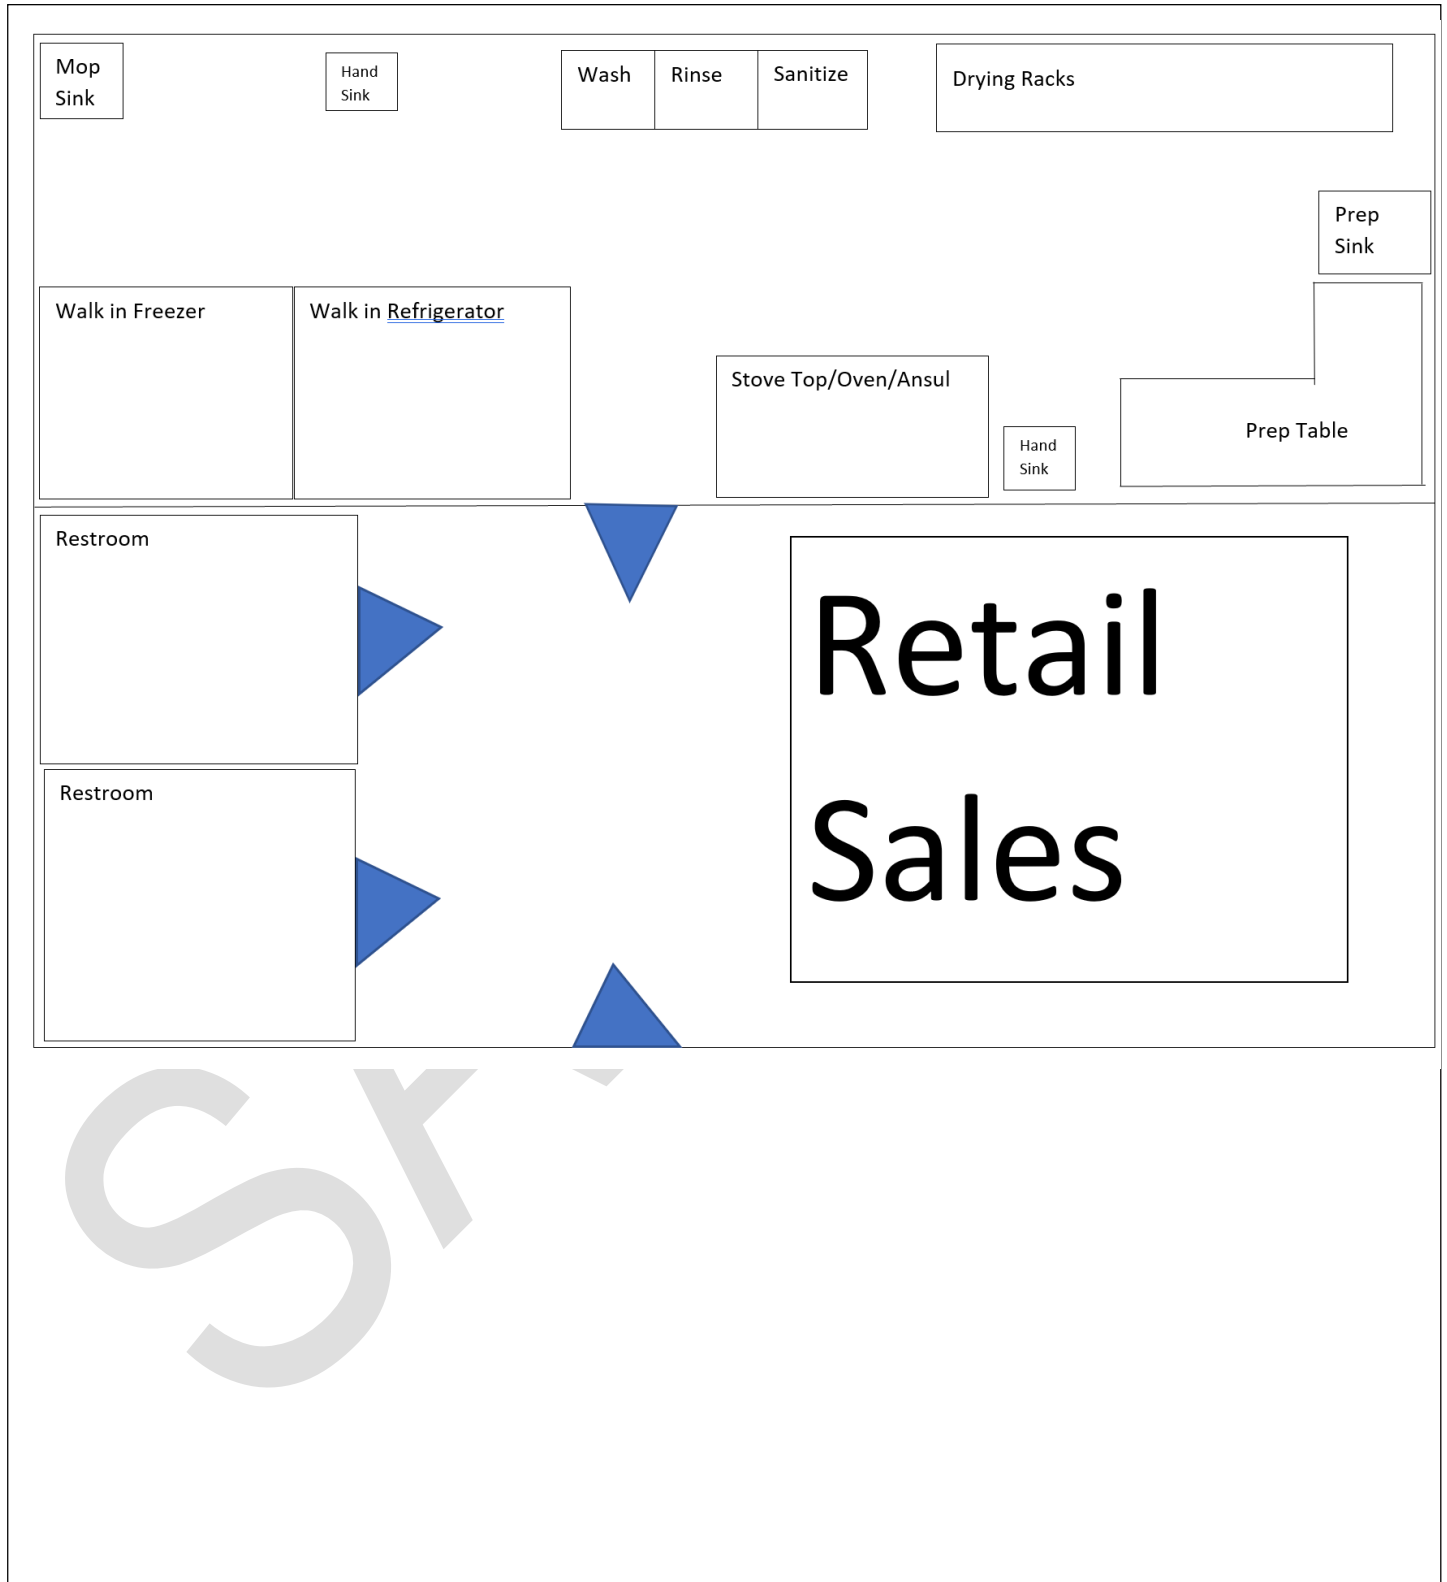 Mop
Sink
Hand
Sink
Wash
Rinse
Sanitize
Drying Racks
Prep
Sink
Walk in Freezer
Walk in Refrigerator
Stove Top/Oven/Ansul
Hand
Sink
Prep Table
Restroom
Retail
Sales
Restroom